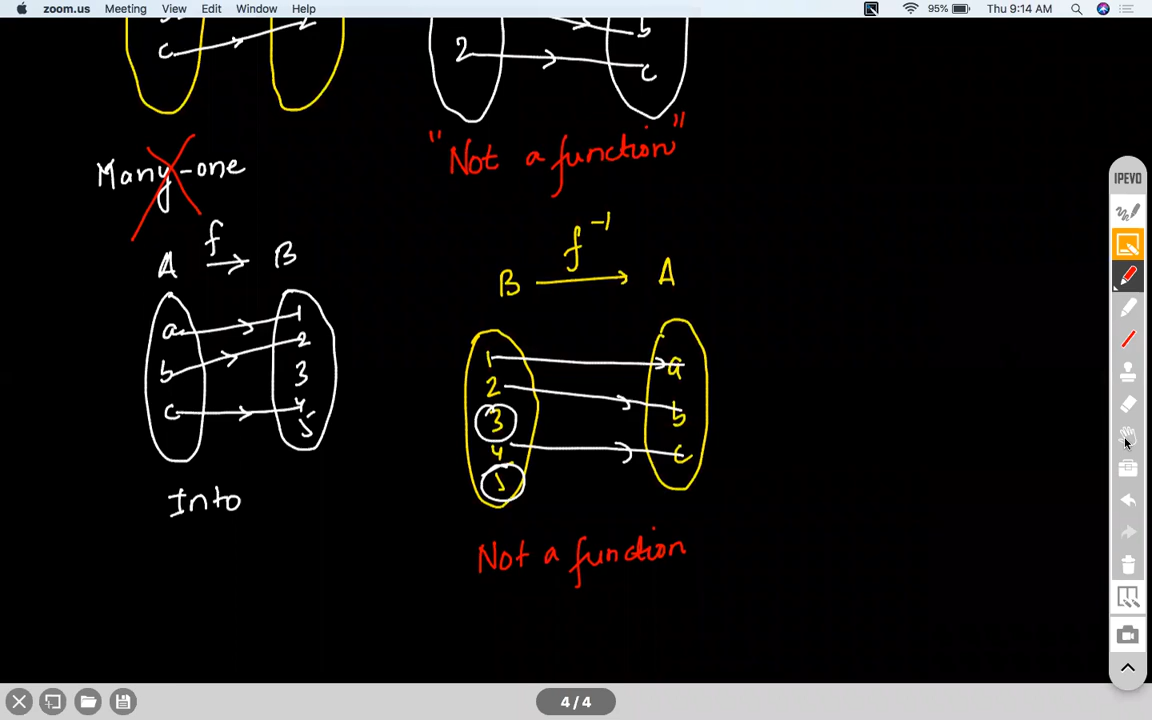 zoom.us Meeting View Edit Window Help 95% Thu 9:14 AM
c
2
b
c
"Not a function"
Many-one
A f B
f⁻¹
B A
a
b
c
1
2
3
4
5
1
2
3
4
5
a
b
c
Into
Not a function
IPEVO
4/4